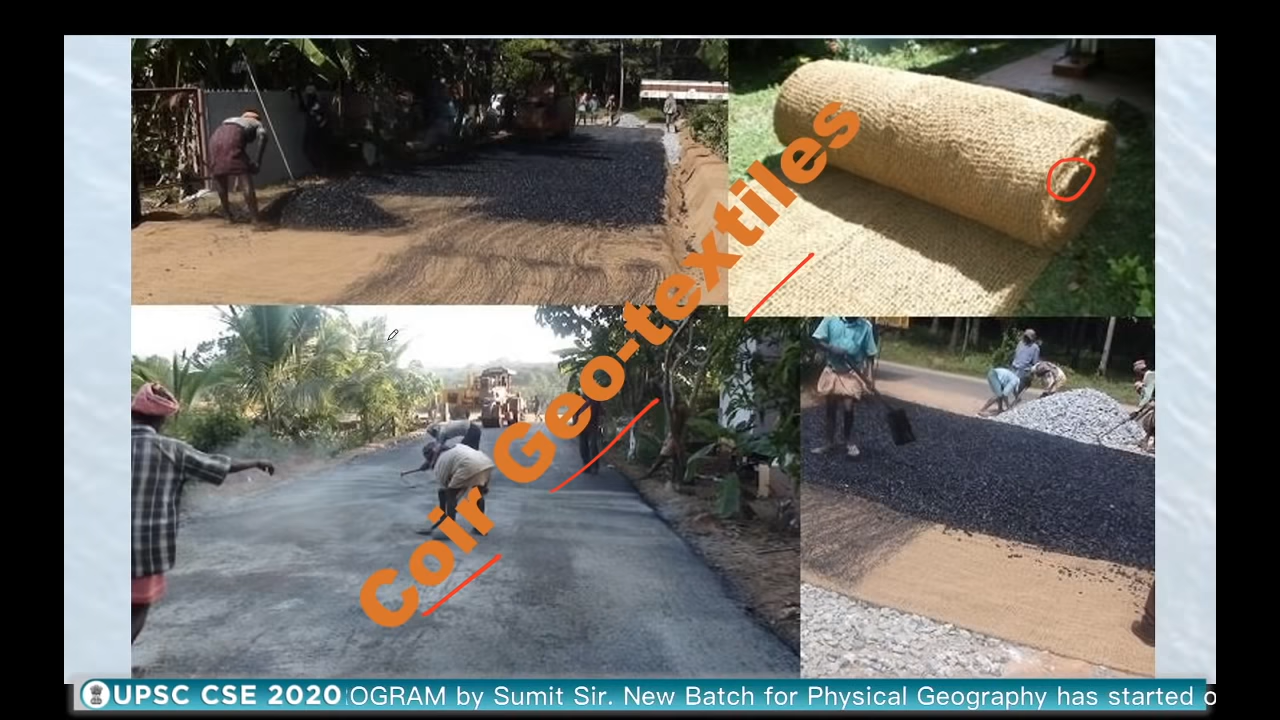 Coir Geo-textiles
UPSC CSE 2020 OGRAM by Sumit Sir. New Batch for Physical Geography has started o